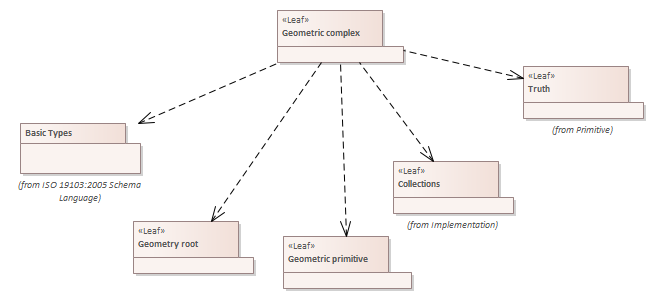 «Leaf»
Geometric complex
«Leaf»
Truth
(from Primitive)
Basic Types
(from ISO 19103:2005 Schema
Language)
«Leaf»
Collections
(from Implementation)
«Leaf»
Geometry root
«Leaf»
Geometric primitive